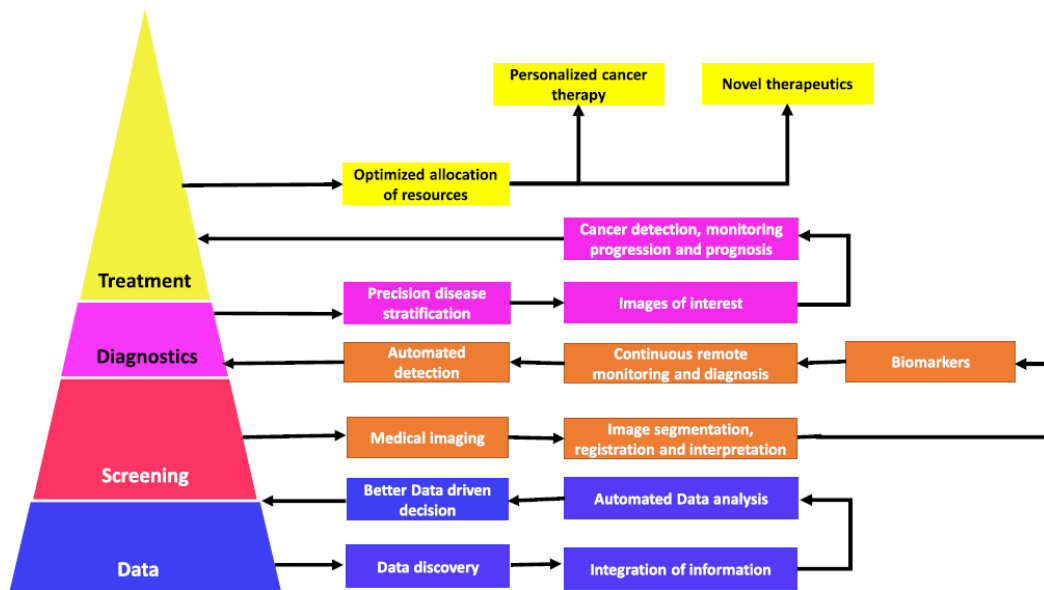 Personalized cancer
therapy
Novel therapeutics
Optimized allocation
of resources
Cancer detection, monitoring
progression and prognosis
Treatment
Precision disease
stratification
Images of interest
Diagnostics
Automated
detection
Continuous remote
monitoring and diagnosis
Biomarkers
Medical imaging
Image segmentation,
registration and interpretation
Screening
Better Data driven
decision
Automated Data analysis
Data
Data discovery
Integration of information